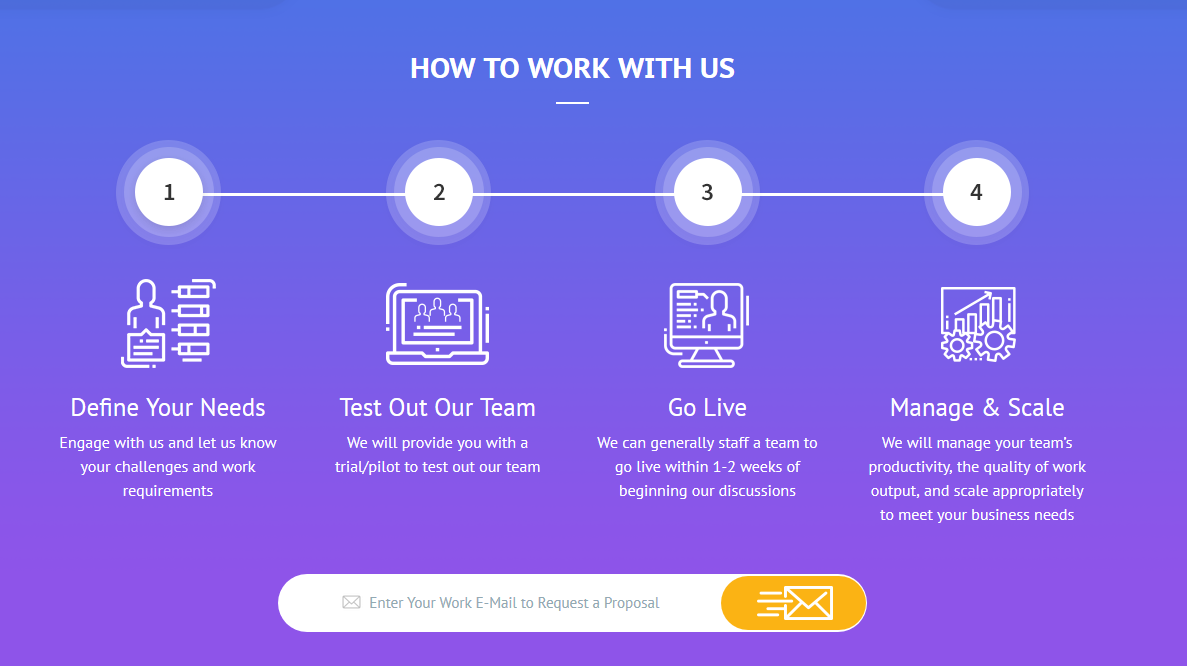 HOW TO WORK WITH US
1
2
3
4
Define Your Needs
Engage with us and let us know
your challenges and work
requirements
Test Out Our Team
We will provide you with a
trial/pilot to test out our team
Go Live
We can generally staff a team to
go live within 1-2 weeks of
beginning our discussions
Manage & Scale
We will manage your team's
productivity, the quality of work
output, and scale appropriately
to meet your business needs
Enter Your Work E-Mail to Request a Proposal